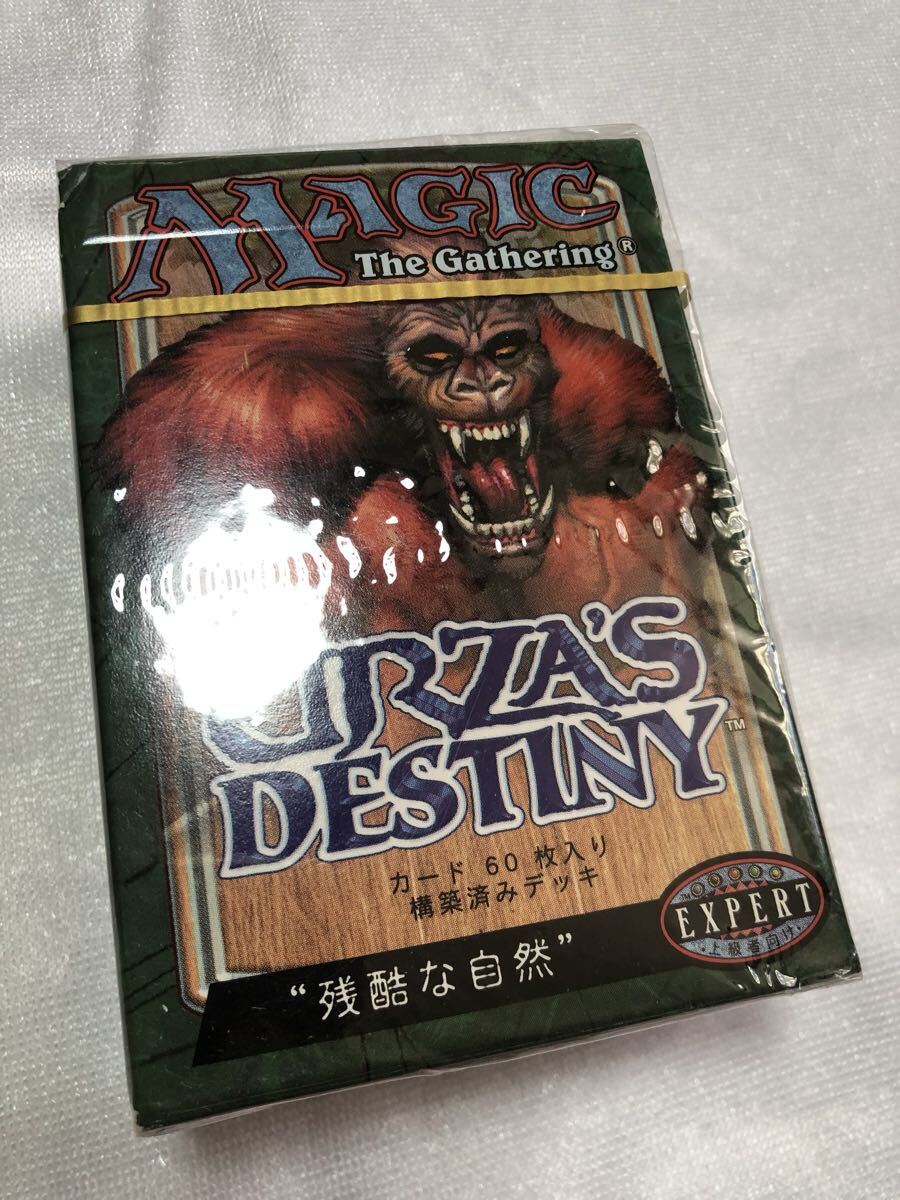 MAGIC
The Gathering®
URZA'S
DESTINY™
カード 60 枚入り
構築済みデッキ
EXPERT
・上級者向け・
“残酷な自然”